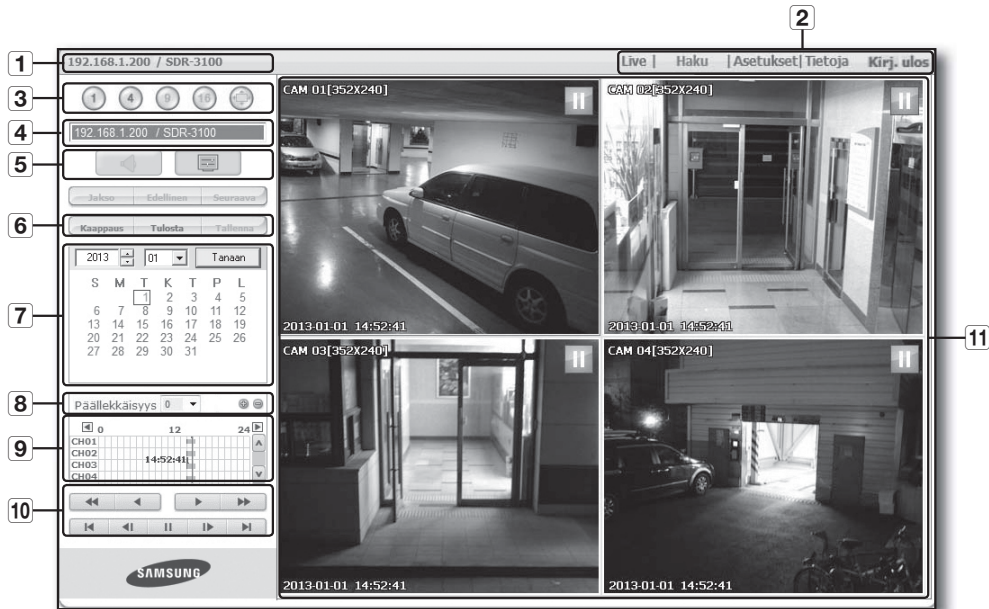 2
1
192.168.1.200 / SDR-3100
Live | Haku |Asetukset| Tietoja Kirj. ulos
3
1 4 9 16
4
192.168.1.200 / SDR-3100
5
Jakso Edellinen Seuraava
6
Kaappaus Tulosta Tallenna
7
2013 01 Tanaan
S M T K T P L
1 2 3 4 5
6 7 8 9 10 11 12
13 14 15 16 17 18 19
20 21 22 23 24 25 26
27 28 29 30 31
8
Päällekkäisyys 0
9
0 12 24
CH01
CH02
14:52:41
CH03
CH04
10
SAMSUNG
CAM 01[352X240]
2013-01-01 14:52:41
CAM 02[352X240]
2013-01-01 14:52:41
CAM 03[352X240]
2013-01-01 14:52:41
CAM 04[352X240]
2013-01-01 14:52:41
11